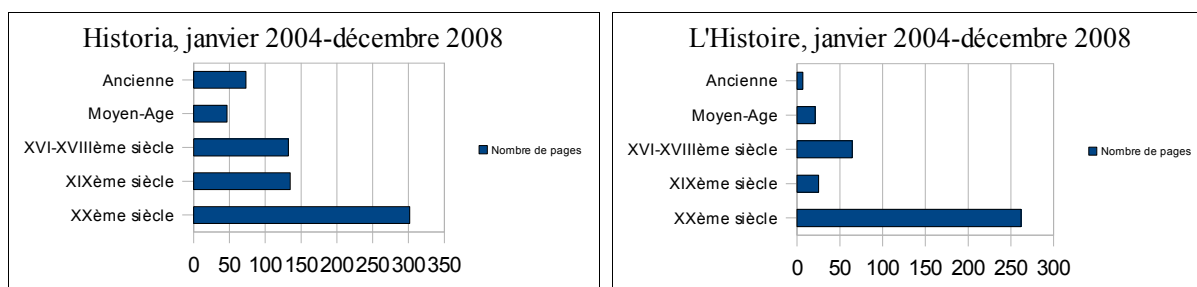 Historia, janvier 2004-décembre 2008
Ancienne
Moyen-Age
XVI-XVIIIème siècle
XIXème siècle
XXème siècle
0 50 100 150 200 250 300 350
Nombre de pages
L'Histoire, janvier 2004-décembre 2008
Ancienne
Moyen-Age
XVI-XVIIIème siècle
XIXème siècle
XXème siècle
0 50 100 150 200 250 300
Nombre de pages